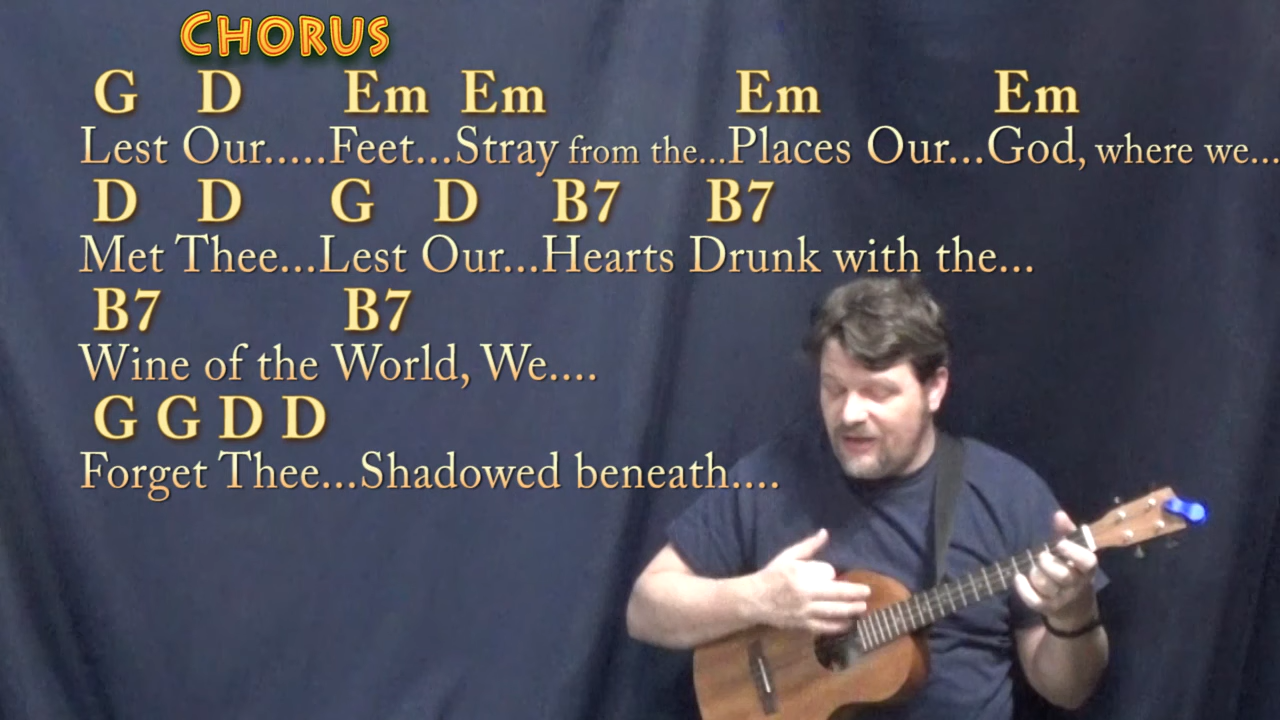 CHORUS
G D Em Em Em Em
Lest Our.....Feet...Stray from the...Places Our...God, where we...
D D G D B7 B7
Met Thee...Lest Our...Hearts Drunk with the...
B7 B7
Wine of the World, We....
G G D D
Forget Thee...Shadowed beneath....